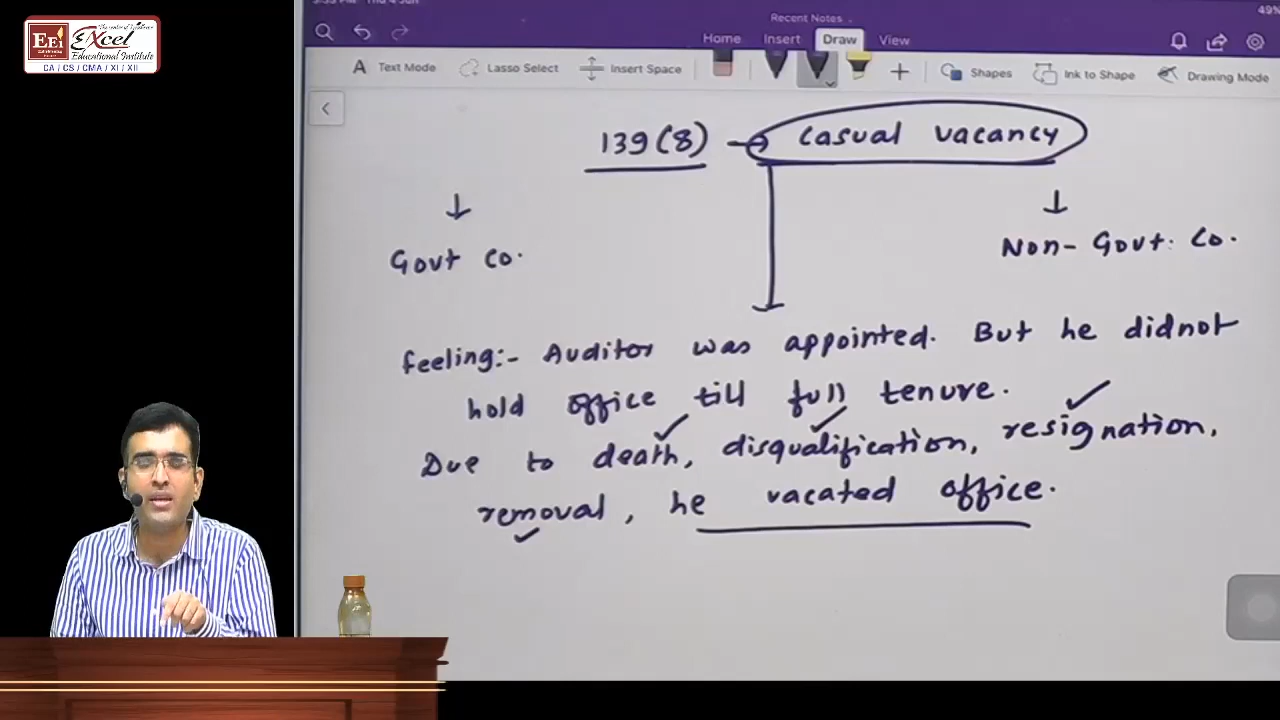 Recent Notes
49%
Home Insert Draw View
Text Mode Lasso Select Insert Space Shapes Ink to Shape Drawing Mode
EEi Excel
Educational Institute
CA / CS / CMA / XI / XII
139(8) → Casual vacancy
Govt Co.
Non-Govt. Co.
Feeling:- Auditor was appointed. But he didnot
hold office till full tenure.
Due to death, disqualification, resignation,
removal, he vacated office.